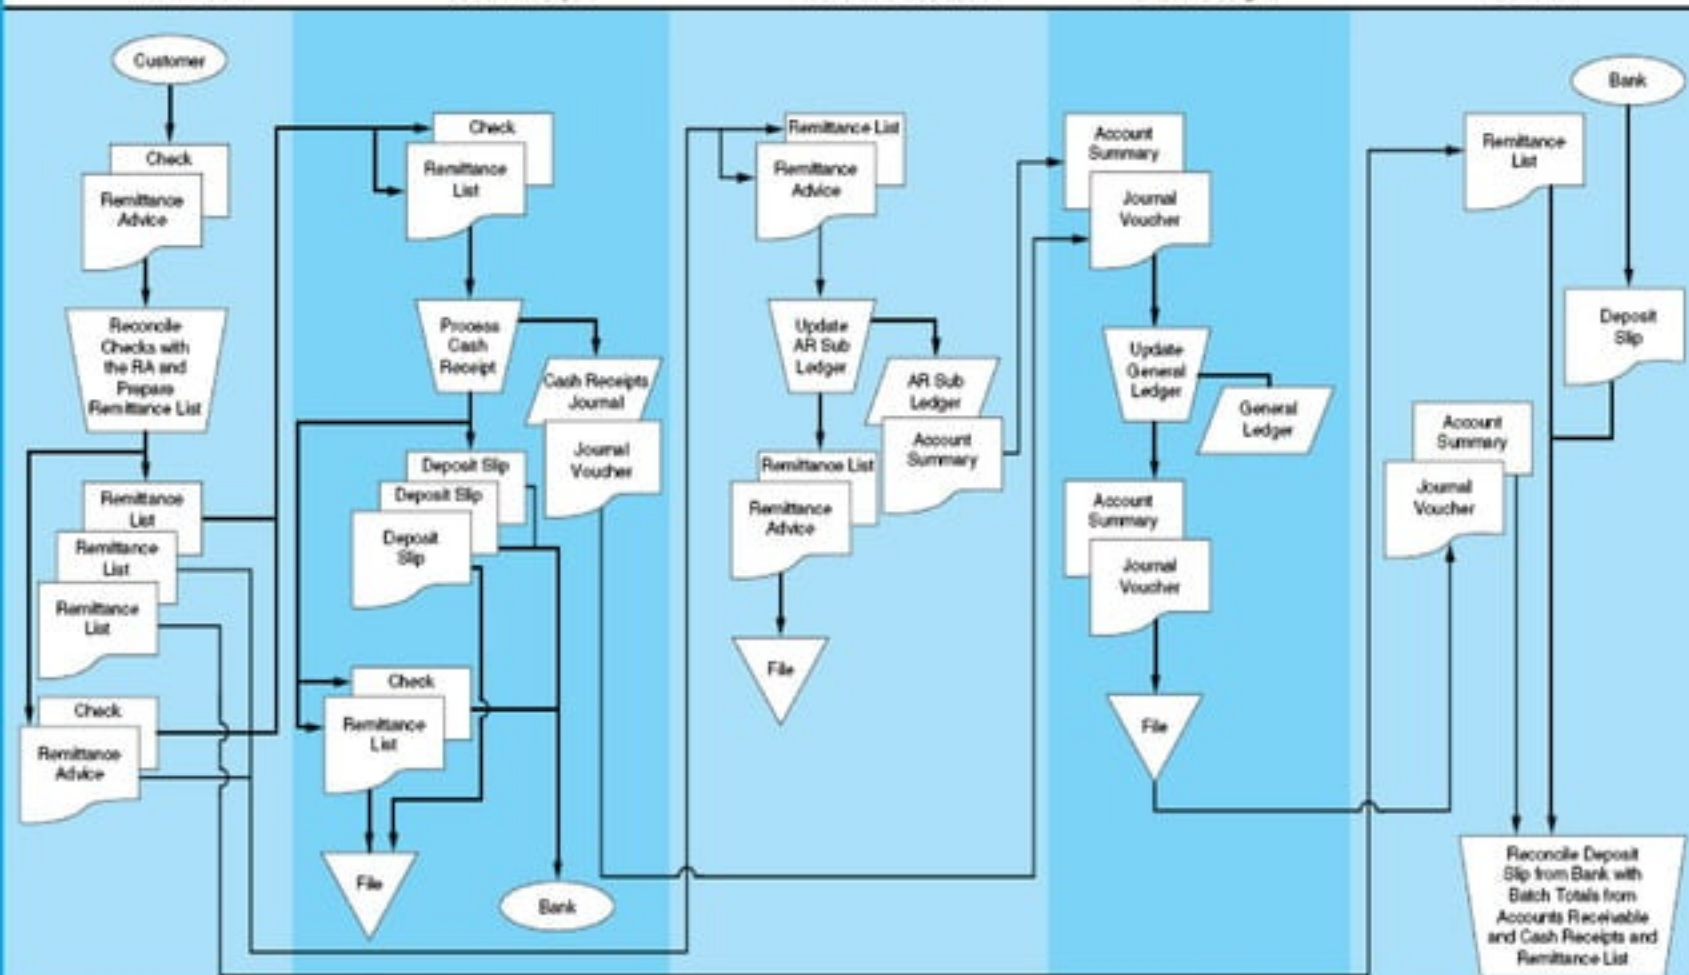 Customer
Check
Remittance
Advice
Reconcile
Checks with
the RA and
Prepare
Remittance List
Remittance
List
Remittance
List
Remittance
List
Check
Remittance
Advice
Check
Remittance
List
Process
Cash
Receipt
Cash Receipts
Journal
Journal
Voucher
Deposit Slip
Deposit Slip
Deposit
Slip
Check
Remittance
List
File
Bank
Remittance List
Remittance
Advice
Update
AR Sub
Ledger
AR Sub
Ledger
Account
Summary
Remittance List
Remittance
Advice
File
Account
Summary
Journal
Voucher
Update
General
Ledger
General
Ledger
Account
Summary
Journal
Voucher
File
Bank
Remittance
List
Deposit
Slip
Account
Summary
Journal
Voucher
Reconcile Deposit
Slip from Bank with
Batch Totals from
Accounts Receivable
and Cash Receipts and
Remittance List